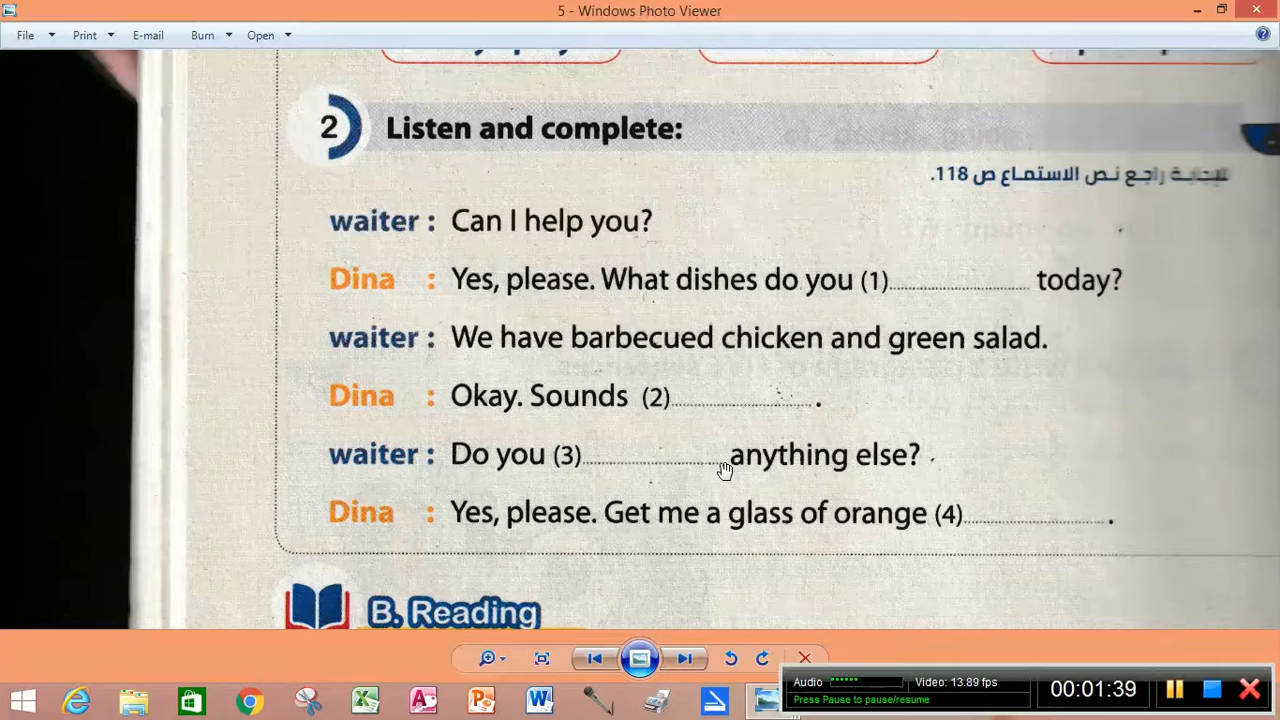 5 - Windows Photo Viewer
File Print E-mail Burn Open
2 Listen and complete:
للإجابة راجع نص الاستماع ص 118.
waiter : Can I help you?
Dina : Yes, please. What dishes do you (1).............................. today?
waiter : We have barbecued chicken and green salad.
Dina : Okay. Sounds (2).............................. .
waiter : Do you (3).............................. anything else?
Dina : Yes, please. Get me a glass of orange (4).............................. .
B. Reading
Audio Video: 13.89 fps
Press Pause to pause/resume
00:01:39